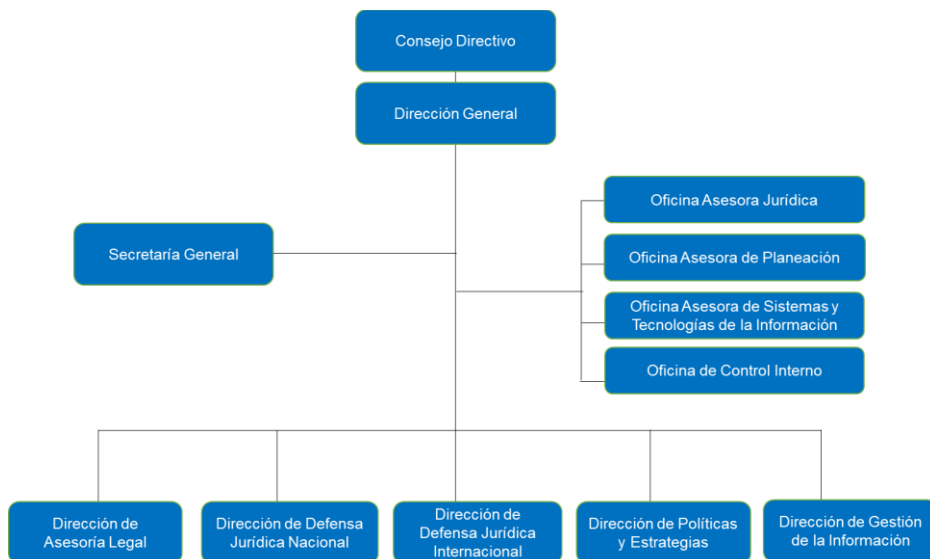 Consejo Directivo
Dirección General
Oficina Asesora Jurídica
Secretaría General
Oficina Asesora de Planeación
Oficina Asesora de Sistemas y
Tecnologías de la Información
Oficina de Control Interno
Dirección de
Asesoría Legal
Dirección de Defensa
Jurídica Nacional
Dirección de
Defensa Jurídica
Internacional
Dirección de Políticas
y Estrategias
Dirección de Gestión
de la Información